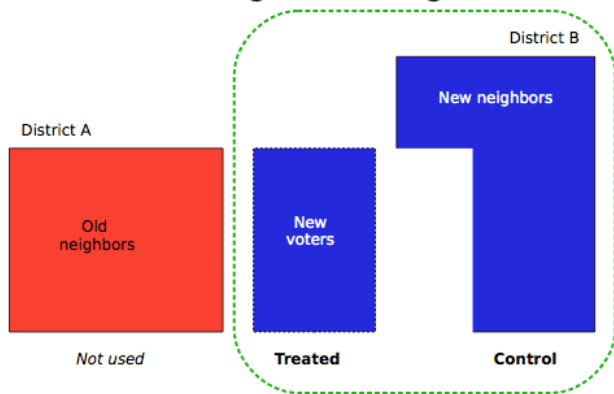 District B
New neighbors
District A
Old
neighbors
New
voters
Not used
Treated
Control